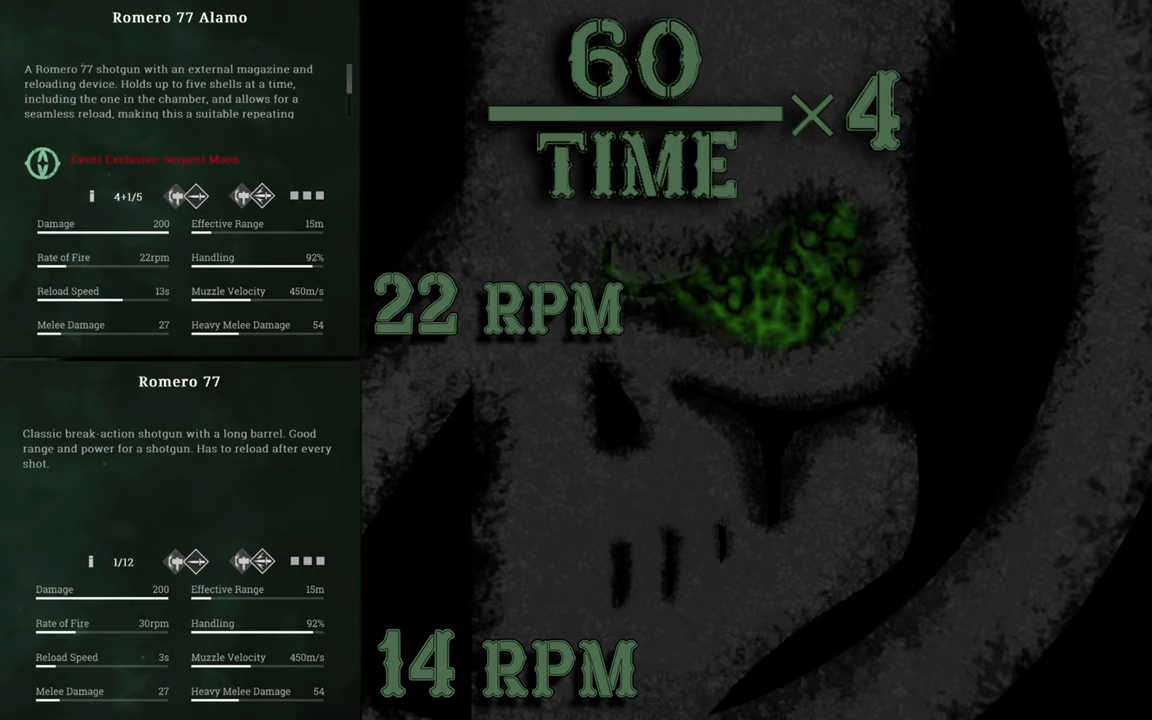 Romero 77 Alamo
A Romero 77 shotgun with an external magazine and
reloading device. Holds up to five shells at a time,
including the one in the chamber, and allows for a
seamless reload, making this a suitable repeating
Event Exclusive: Serpent Moon
4+1/5
Damage 200 Effective Range 15m
Rate of Fire 22rpm Handling 92%
Reload Speed 13s Muzzle Velocity 450m/s
Melee Damage 27 Heavy Melee Damage 54
Romero 77
Classic break-action shotgun with a long barrel. Good
range and power for a shotgun. Has to reload after every
shot.
1/12
Damage 200 Effective Range 15m
Rate of Fire 30rpm Handling 92%
Reload Speed 3s Muzzle Velocity 450m/s
Melee Damage 27 Heavy Melee Damage 54
60
TIME
×4
22 RPM
14 RPM